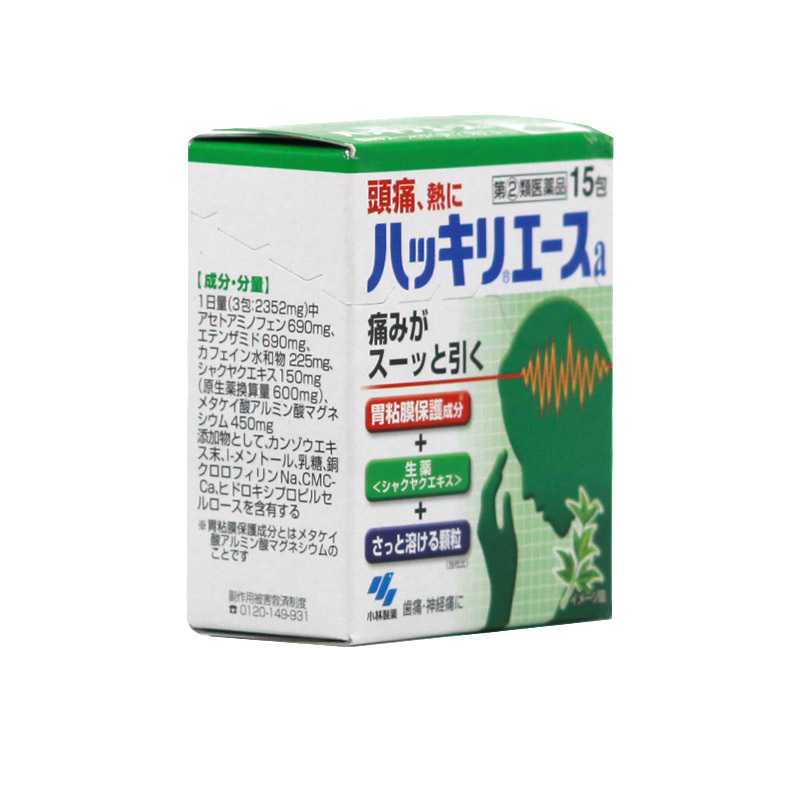 【成分・分量】
1日量(3包:2352mg)中
アセトアミノフェン690mg、
エテンザミド690mg、
カフェイン水和物225mg、
シャクヤクエキス150mg
(原生薬換算量600mg)、
メタケイ酸アルミン酸マグネ
シウム450mg
添加物として、カンゾウエキ
ス末、l-メントール、乳糖、銅
クロロフィリンNa、CMC-
Ca、ヒドロキシプロピルセ
ルロースを含有する
※胃粘膜保護成分とはメタケイ
酸アルミン酸マグネシウムの
ことです
副作用被害救済制度
☎0120-149-931
指②類医薬品 15包
頭痛、熱に
ハッキリ®エースa
痛みが
スーッと引く
胃粘膜保護成分※
+
生薬
<シャクヤクエキス>
+
さっと溶ける顆粒
(当社比)
小林製薬 歯痛・神経痛に
イメージ図